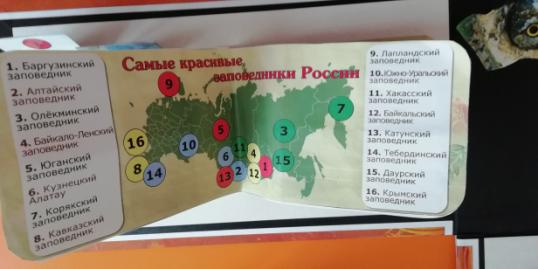 Самые красивые
заповедники России
1. Баргузинский
заповедник
2. Алтайский
заповедник
3. Олёкминский
заповедник
4. Байкало-Ленский
заповедник
5. Юганский
заповедник
6. Кузнецкий
Алатау
7. Корякский
заповедник
8. Кавказский
заповедник
9
7
5
3
16
10
11
4
6
8
14
13
2
12
1
15
9. Лапландский
заповедник
10.Южно-Уральский
заповедник
11. Хакасский
заповедник
12. Байкальский
заповедник
13. Катунский
заповедник
14. Тебердинский
заповедник
15. Даурский
заповедник
16. Крымский
заповедник